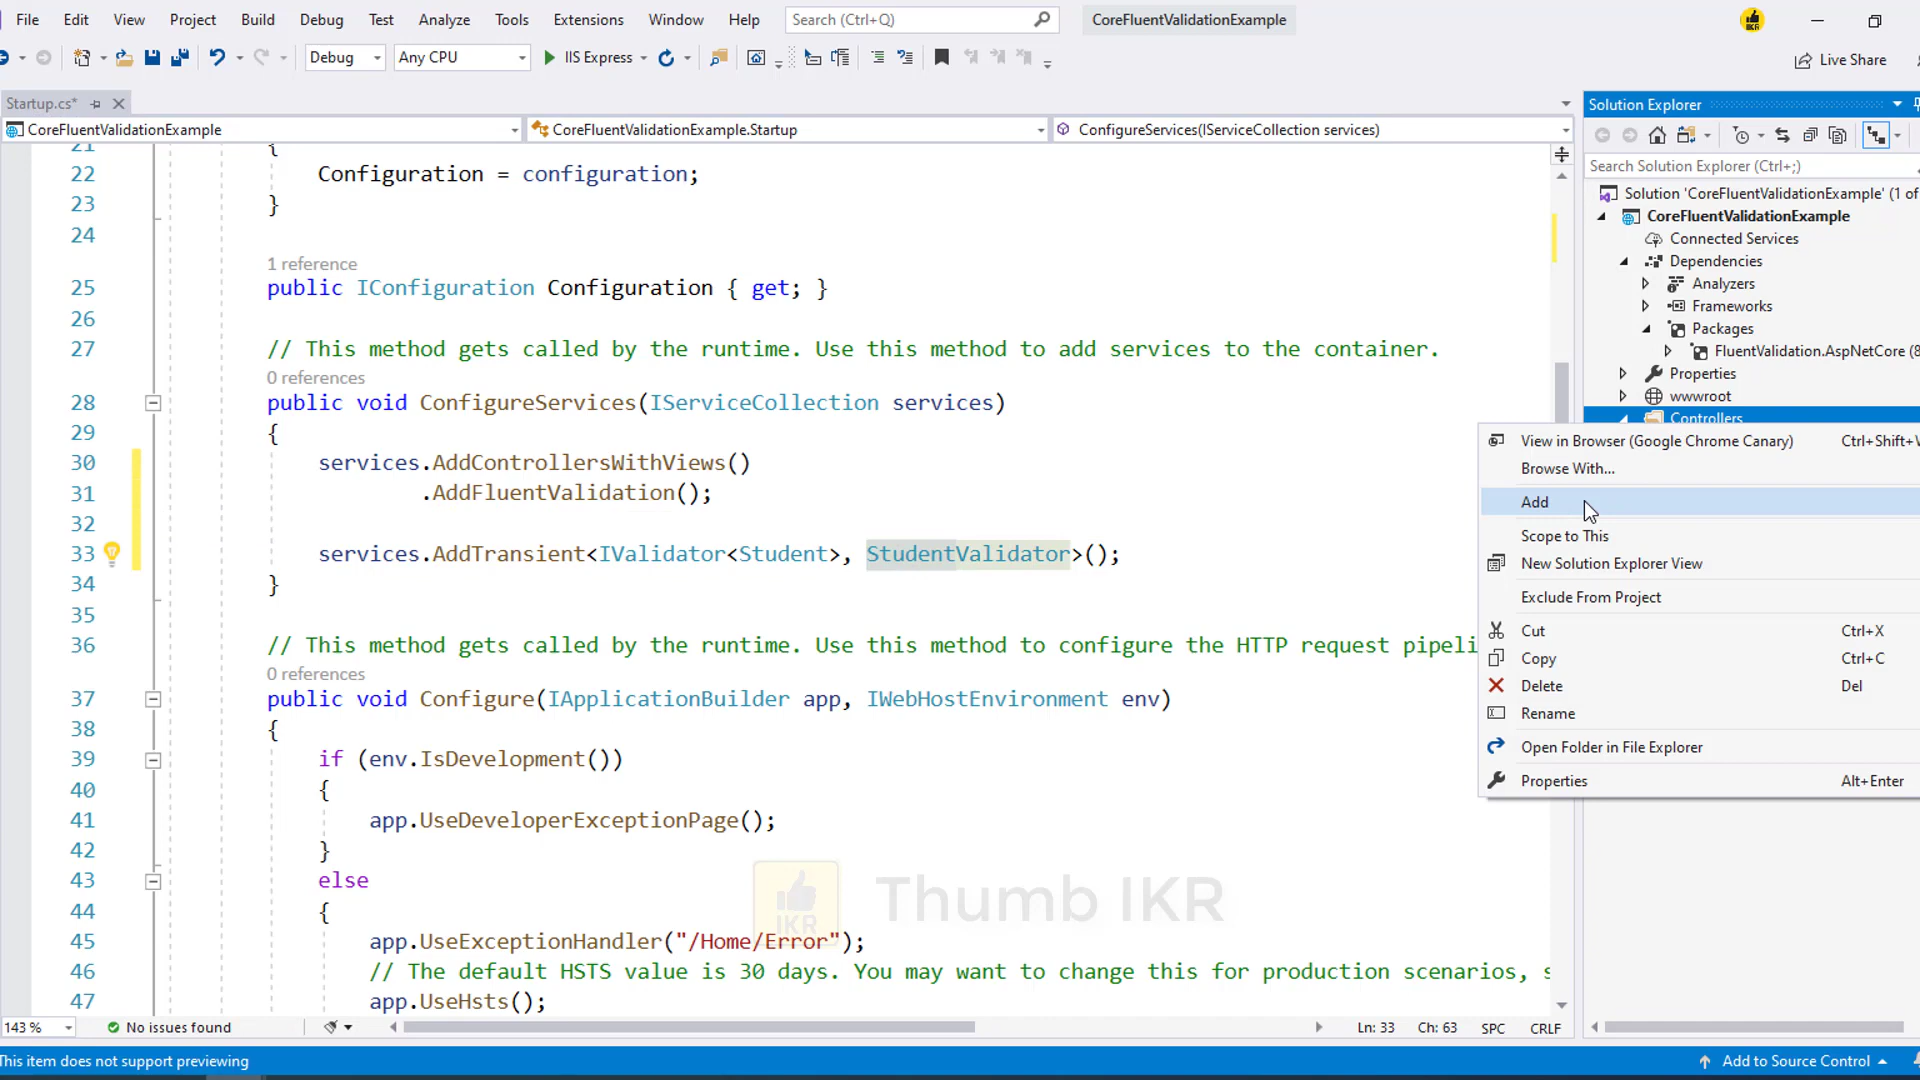 File Edit View Project Build Debug Test Analyze Tools Extensions Window Help Search (Ctrl+Q) CoreFluentValidationExample
Debug Any CPU IIS Express Live Share
Startup.cs* Solution Explorer
CoreFluentValidationExample CoreFluentValidationExample.Startup ConfigureServices(IServiceCollection services)
Search Solution Explorer (Ctrl+;)
Solution 'CoreFluentValidationExample' (1 of
CoreFluentValidationExample
Connected Services
Dependencies
Analyzers
Frameworks
Packages
FluentValidation.AspNetCore (8
Properties
wwwroot
Controllers
21 {
22 Configuration = configuration;
23 }
24
1 reference
25 public IConfiguration Configuration { get; }
26
27 // This method gets called by the runtime. Use this method to add services to the container.
0 references
28 public void ConfigureServices(IServiceCollection services)
29 {
30 services.AddControllersWithViews()
31 .AddFluentValidation();
32
33 services.AddTransient<IValidator<Student>, StudentValidator>();
34 }
35
36 // This method gets called by the runtime. Use this method to configure the HTTP request pipeli
0 references
37 public void Configure(IApplicationBuilder app, IWebHostEnvironment env)
38 {
39 if (env.IsDevelopment())
40 {
41 app.UseDeveloperExceptionPage();
42 }
43 else
44 {
45 app.UseExceptionHandler("/Home/Error");
46 // The default HSTS value is 30 days. You may want to change this for production scenarios, s
47 app.UseHsts();
View in Browser (Google Chrome Canary) Ctrl+Shift+W
Browse With...
Add
Scope to This
New Solution Explorer View
Exclude From Project
Cut Ctrl+X
Copy Ctrl+C
Delete Del
Rename
Open Folder in File Explorer
Properties Alt+Enter
IKR Thumb IKR
143 % No issues found Ln: 33 Ch: 63 SPC CRLF
This item does not support previewing Add to Source Control